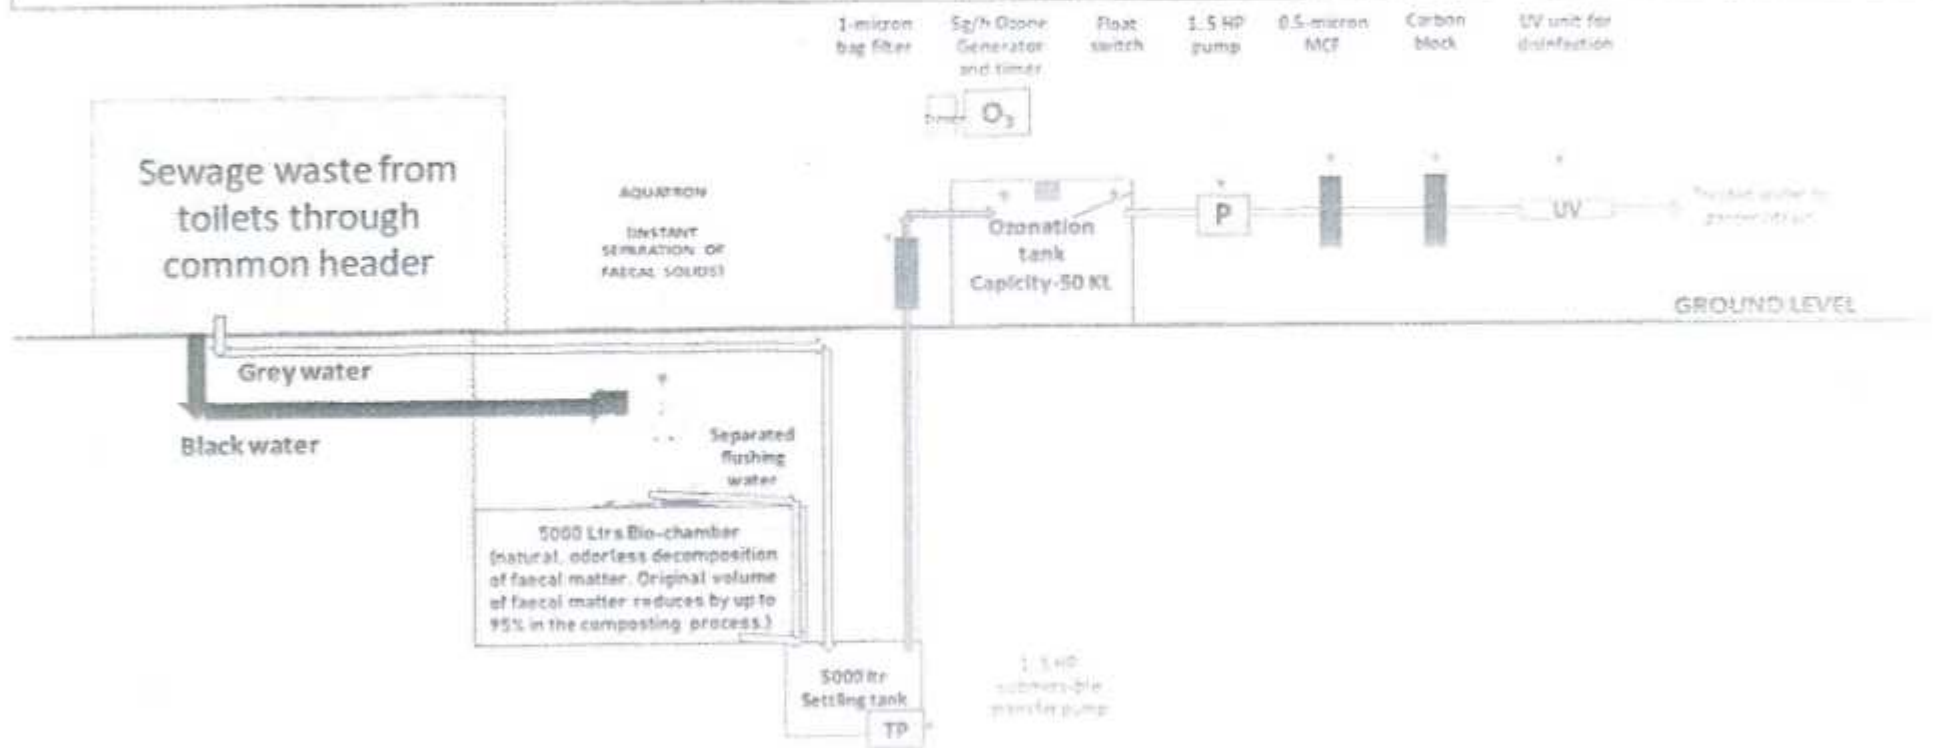 1-micron
bag filter
5g/h Ozone
Generator
and timer
Float
switch
1.5 HP
pump
0.5-micron
MCF
Carbon
block
UV unit for
disinfection
O₃
Sewage waste from
toilets through
common header
AQUATRON
(INSTANT
SEPARATION OF
FAECAL SOLIDS)
Ozonation
tank
Capicity-50 KL
P
UV
Treated water to
GROUND LEVEL
Grey water
Black water
Separated
flushing
water
5000 Ltrs Bio-chamber
(natural, odorless decomposition
of faecal matter. Original volume
of faecal matter reduces by up to
95% in the composting process.)
5000 ltr
Settling tank
TP
1.5 HP
submersible
transfer pump